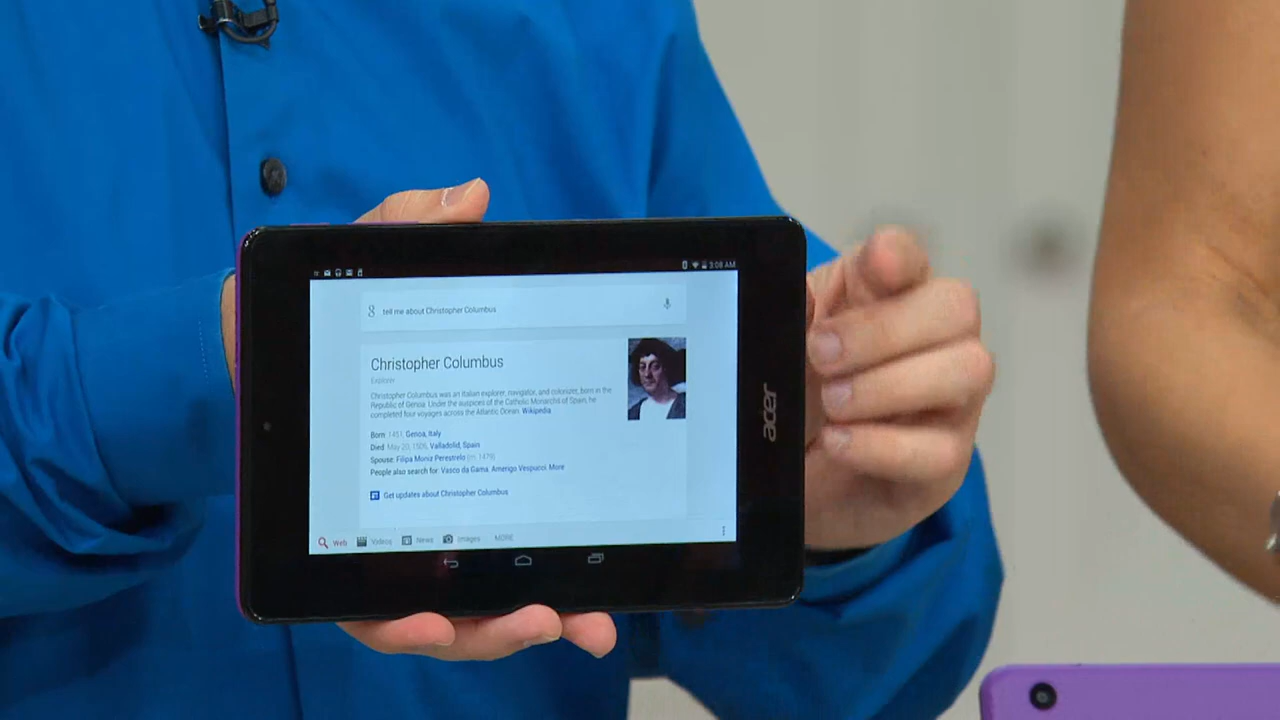 3:08 AM
tell me about Christopher Columbus
Christopher Columbus
Explorer
Christopher Columbus was an Italian explorer, navigator, and colonizer, born in the
Republic of Genoa. Under the auspices of the Catholic Monarchs of Spain, he
completed four voyages across the Atlantic Ocean. Wikipedia
Born: 1451, Genoa, Italy
Died: May 20, 1506, Valladolid, Spain
Spouse: Filipa Moniz Perestrelo (m. 1479)
People also search for: Vasco da Gama, Amerigo Vespucci, More
Get updates about Christopher Columbus
Web Videos News Images MORE
acer